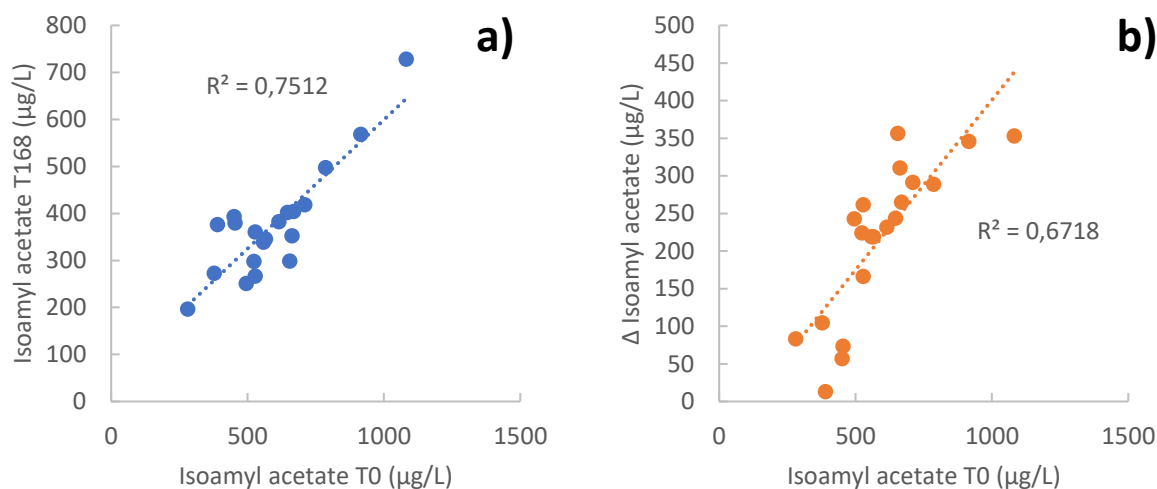 a)
800
700
600
500
400
300
200
100
0
R² = 0,7512
Isoamyl acetate T168 (µg/L)
0 500 1000 1500
Isoamyl acetate T0 (µg/L)
b)
500
450
400
350
300
250
200
150
100
50
0
R² = 0,6718
Δ Isoamyl acetate (µg/L)
0 500 1000 1500
Isoamyl acetate T0 (µg/L)